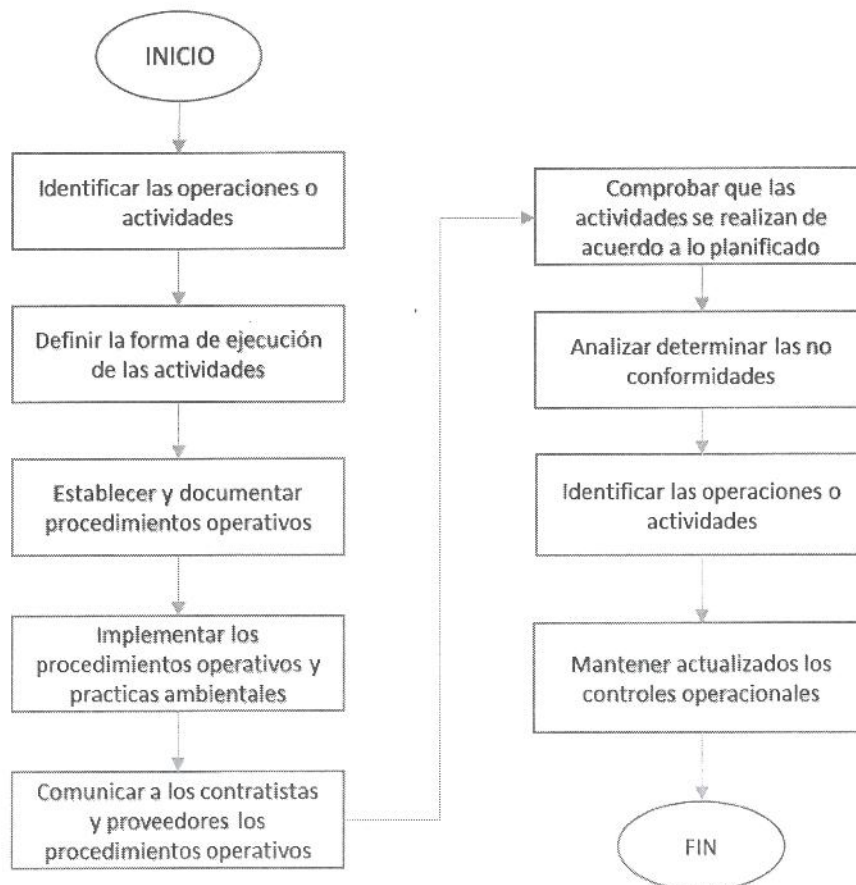 INICIO
Identificar las operaciones o
actividades
Definir la forma de ejecución
de las actividades
Establecer y documentar
procedimientos operativos
Implementar los
procedimientos operativos y
practicas ambientales
Comunicar a los contratistas
y proveedores los
procedimientos operativos
Comprobar que las
actividades se realizan de
acuerdo a lo planificado
Analizar determinar las no
conformidades
Identificar las operaciones o
actividades
Mantener actualizados los
controles operacionales
FIN